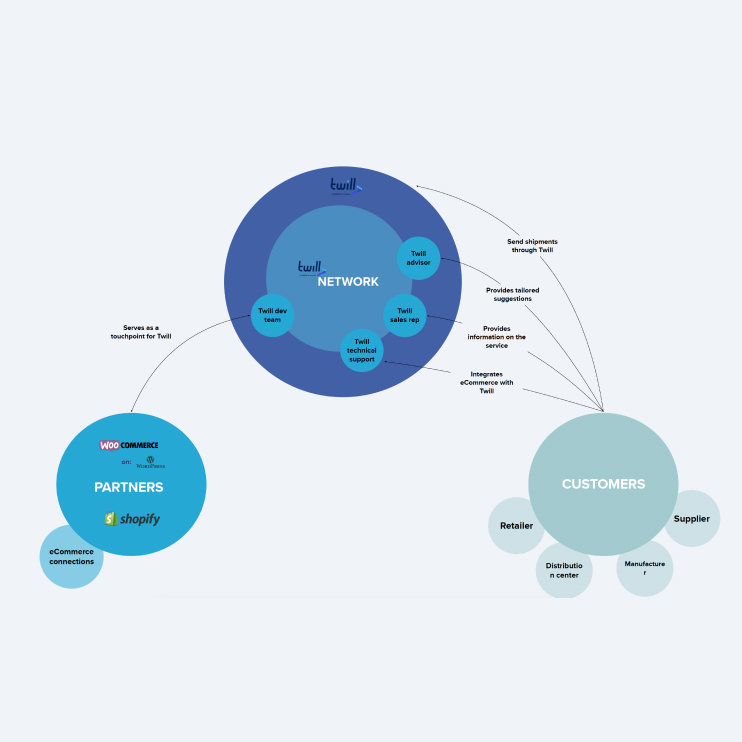 twill
twill
NETWORK
Twill
advisor
Twill dev
team
Twill
sales rep
Twill
technical
support
Send shipments
through Twill
Provides tailored
suggestions
Provides
information on the
service
Integrates
eCommerce with
Twill
Serves as a
touchpoint for Twill
WOO COMMERCE
on: WORDPRESS
PARTNERS
shopify
eCommerce
connections
CUSTOMERS
Retailer
Distributio
n center
Manufacture
r
Supplier